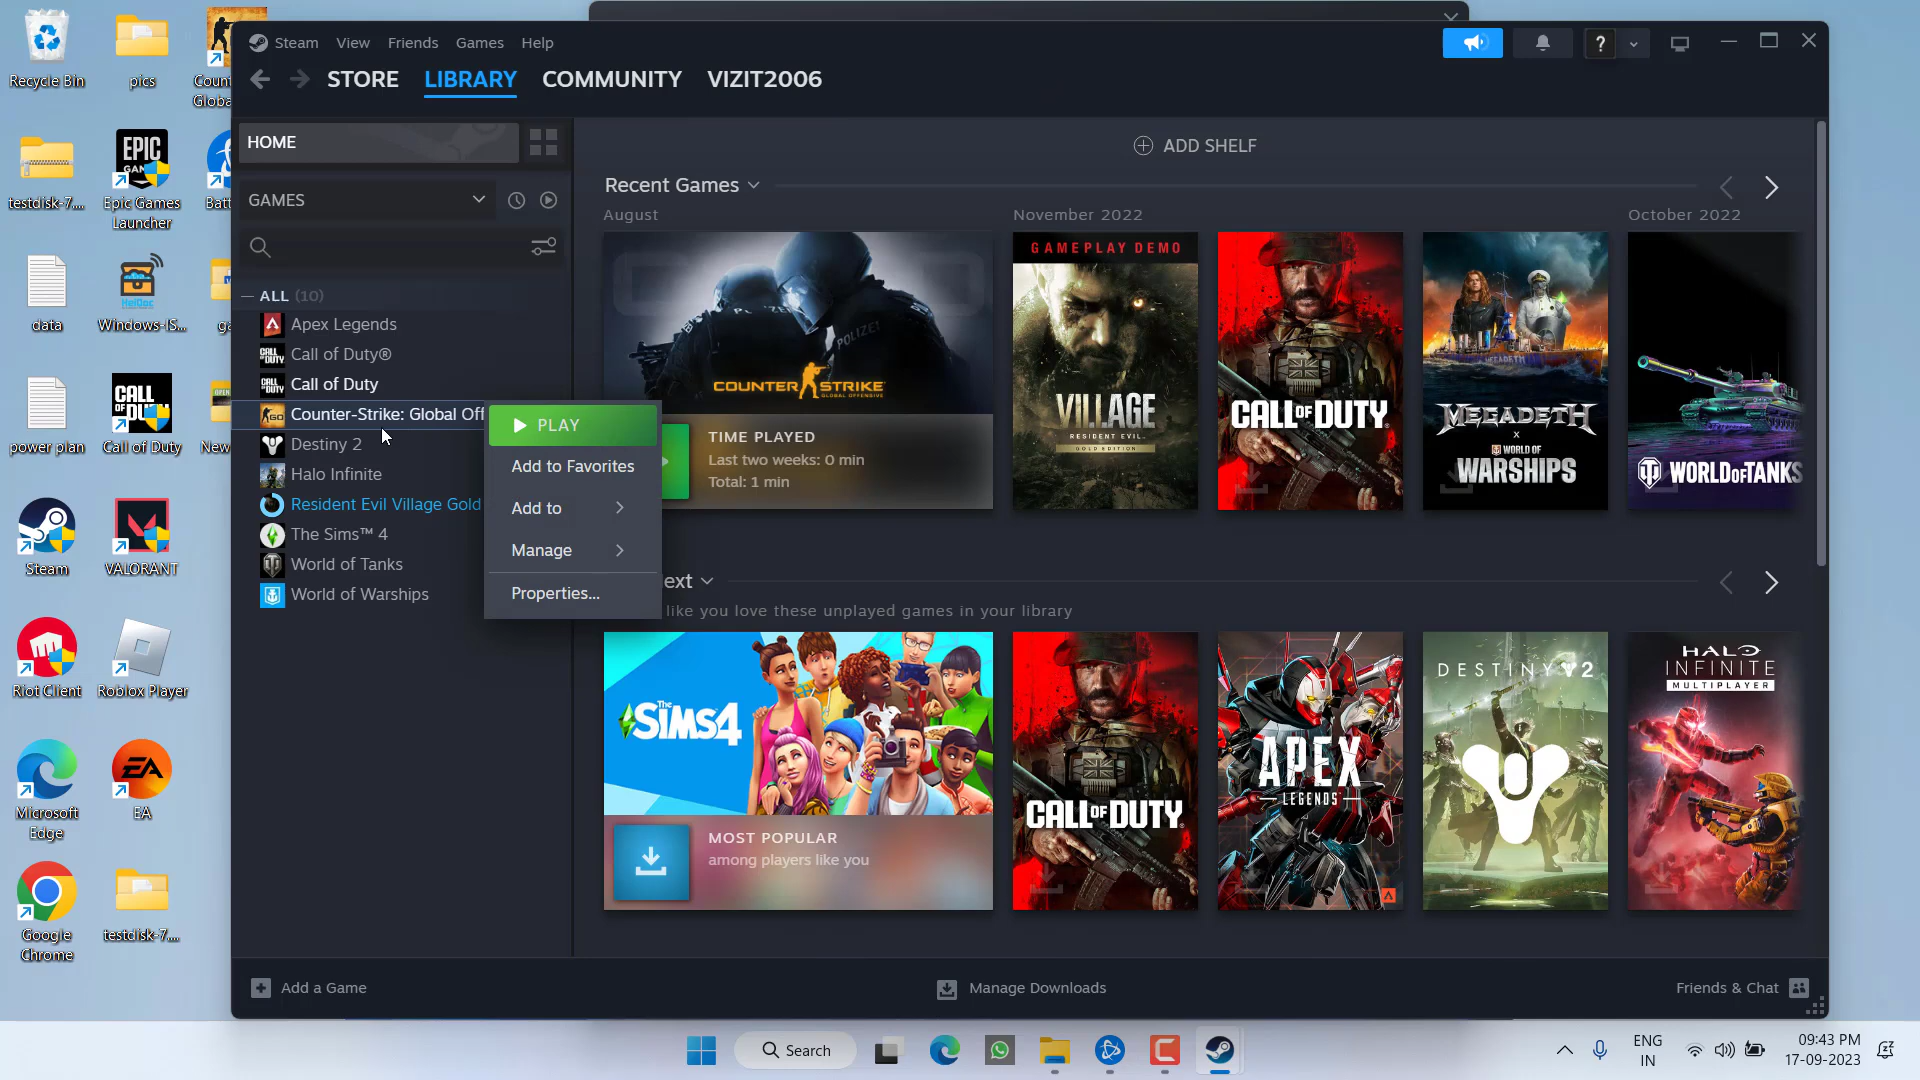 Recycle Bin
pics
Coun
Globa
testdisk-7....
Epic Games
Launcher
Batt
data
Windows-IS...
ga
power plan
Call of Duty
New
Steam
VALORANT
Riot Client
Roblox Player
Microsoft
Edge
EA
Google
Chrome
testdisk-7....
Steam View Friends Games Help
STORE LIBRARY COMMUNITY VIZIT2006
HOME
GAMES
ALL (10)
Apex Legends
Call of Duty®
Call of Duty
Counter-Strike: Global Off
Destiny 2
Halo Infinite
Resident Evil Village Gold
The Sims™ 4
World of Tanks
World of Warships
PLAY
Add to Favorites
Add to
Manage
Properties...
ADD SHELF
Recent Games
August
November 2022
October 2022
POLIZEI
COUNTER STRIKE
GLOBAL OFFENSIVE
TIME PLAYED
Last two weeks: 0 min
Total: 1 min
GAMEPLAY DEMO
VILLAGE
RESIDENT EVIL
GOLD EDITION
CALL OF DUTY
MEGADETH
X
WORLD OF
WARSHIPS
WORLD OF TANKS
ext
like you love these unplayed games in your library
THE
SIMS4
MOST POPULAR
among players like you
CALL OF DUTY
APEX
LEGENDS
DESTINY 2
HALO
INFINITE
MULTIPLAYER
Add a Game
Manage Downloads
Friends & Chat
Search
ENG
IN
09:43 PM
17-09-2023